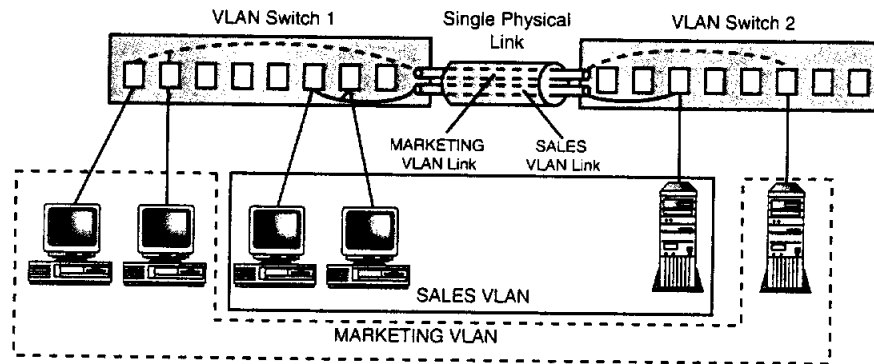 VLAN Switch 1
Single Physical
Link
VLAN Switch 2
MARKETING
VLAN Link
SALES
VLAN Link
SALES VLAN
MARKETING VLAN